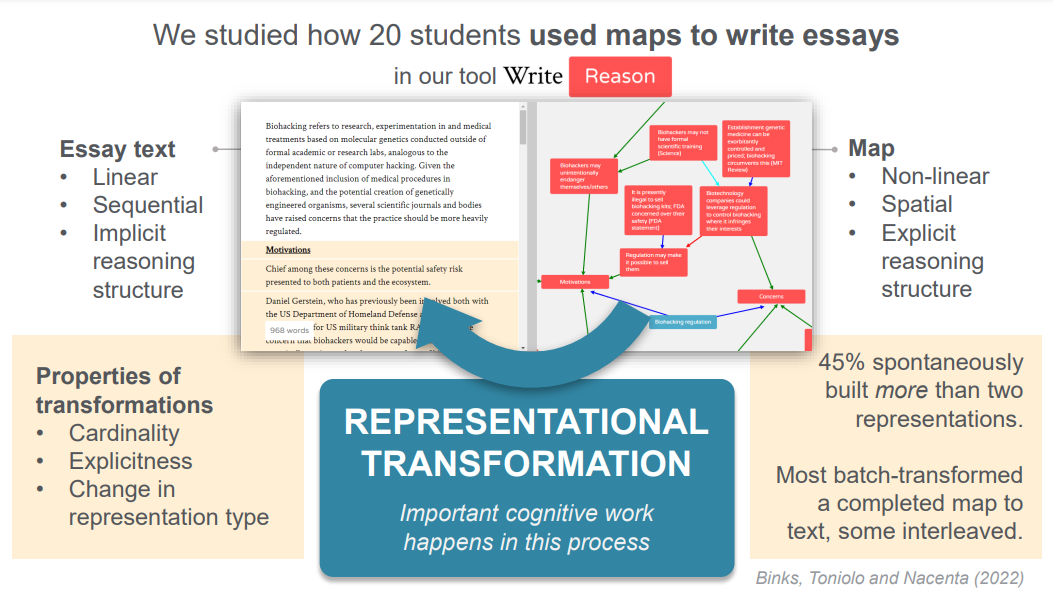 We studied how 20 students used maps to write essays
in our tool Write Reason
Essay text
• Linear
• Sequential
• Implicit
reasoning
structure
Biohacking refers to research, experimentation in and medical
treatments based on molecular genetics conducted outside of
formal academic or research labs, analogous to the
independent nature of computer hacking. Given the
aforementioned inclusion of medical procedures in
biohacking, and the potential creation of genetically
engineered organisms, several scientific journals and bodies
have raised concerns that the practice should be more heavily
regulated.
Motivations
Chief among these concerns is the potential safety risk
presented to both patients and the ecosystem.
Daniel Gerstein, who has previously been involved both with
the US Department of Homeland Defense
968 words
for US military think tank
concern that biohackers would be capable
Biohackers may not
have formal
scientific training
(Science)
Establishment genetic
medicine can be
exorbitantly
controlled and
priced; biohacking
circumvents this (MIT
Review)
Biohackers may
unintentionally
endanger
themselves/others
It is presently
illegal to sell
biohacking kits; FDA
concerned over their
safety (FDA
statement)
Biotechnology
companies could
leverage regulation
to control biohacking
where it infringes
their interests
Regulation may make
it possible to sell
them
Motivations
Concerns
Biohacking regulation
Map
• Non-linear
• Spatial
• Explicit
reasoning
structure
Properties of
transformations
• Cardinality
• Explicitness
• Change in
representation type
REPRESENTATIONAL
TRANSFORMATION
Important cognitive work
happens in this process
45% spontaneously
built more than two
representations.
Most batch-transformed
a completed map to
text, some interleaved.
Binks, Toniolo and Nacenta (2022)